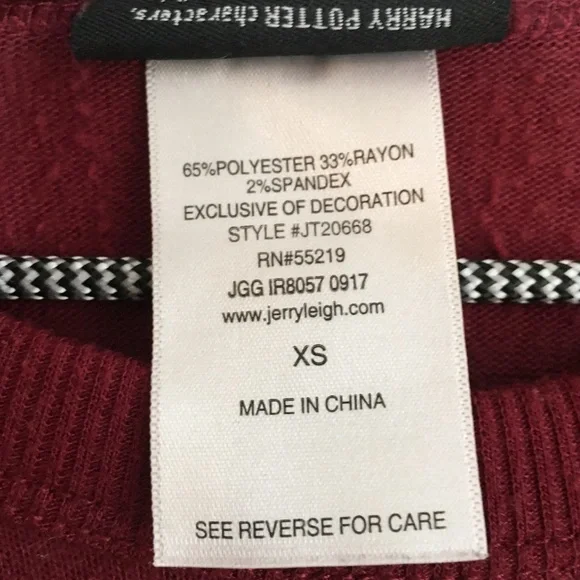 HARRY POTTER characters,
65%POLYESTER 33%RAYON
2%SPANDEX
EXCLUSIVE OF DECORATION
STYLE #JT20668
RN#55219
JGG IR8057 0917
www.jerryleigh.com
XS
MADE IN CHINA
SEE REVERSE FOR CARE